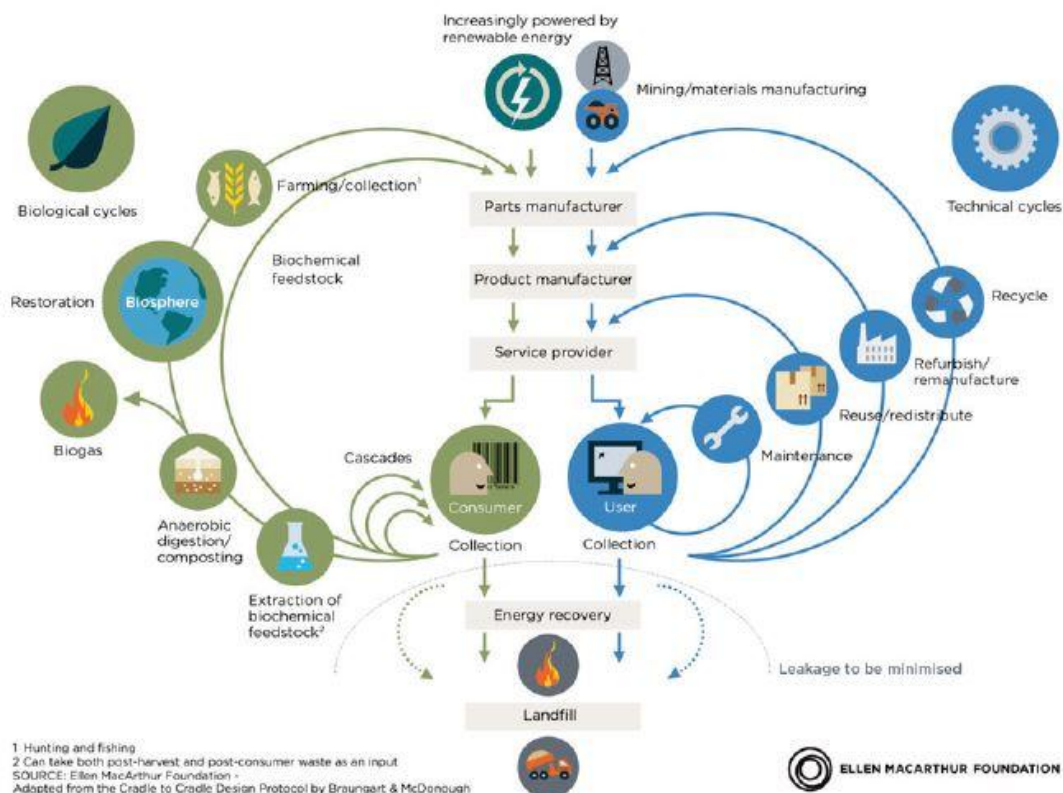 Increasingly powered by
renewable energy
Mining/materials manufacturing
Biological cycles
Farming/collection¹
Technical cycles
Parts manufacturer
Biochemical
feedstock
Product manufacturer
Restoration
Biosphere
Recycle
Service provider
Refurbish/
remanufacture
Reuse/redistribute
Biogas
Cascades
Maintenance
Consumer
User
Anaerobic
digestion/
composting
Collection
Collection
Extraction of
biochemical
feedstock²
Energy recovery
Leakage to be minimised
Landfill
1 Hunting and fishing
2 Can take both post-harvest and post-consumer waste as an input
SOURCE: Ellen MacArthur Foundation -
Adapted from the Cradle to Cradle Design Protocol by Braungart & McDonough
ELLEN MACARTHUR FOUNDATION